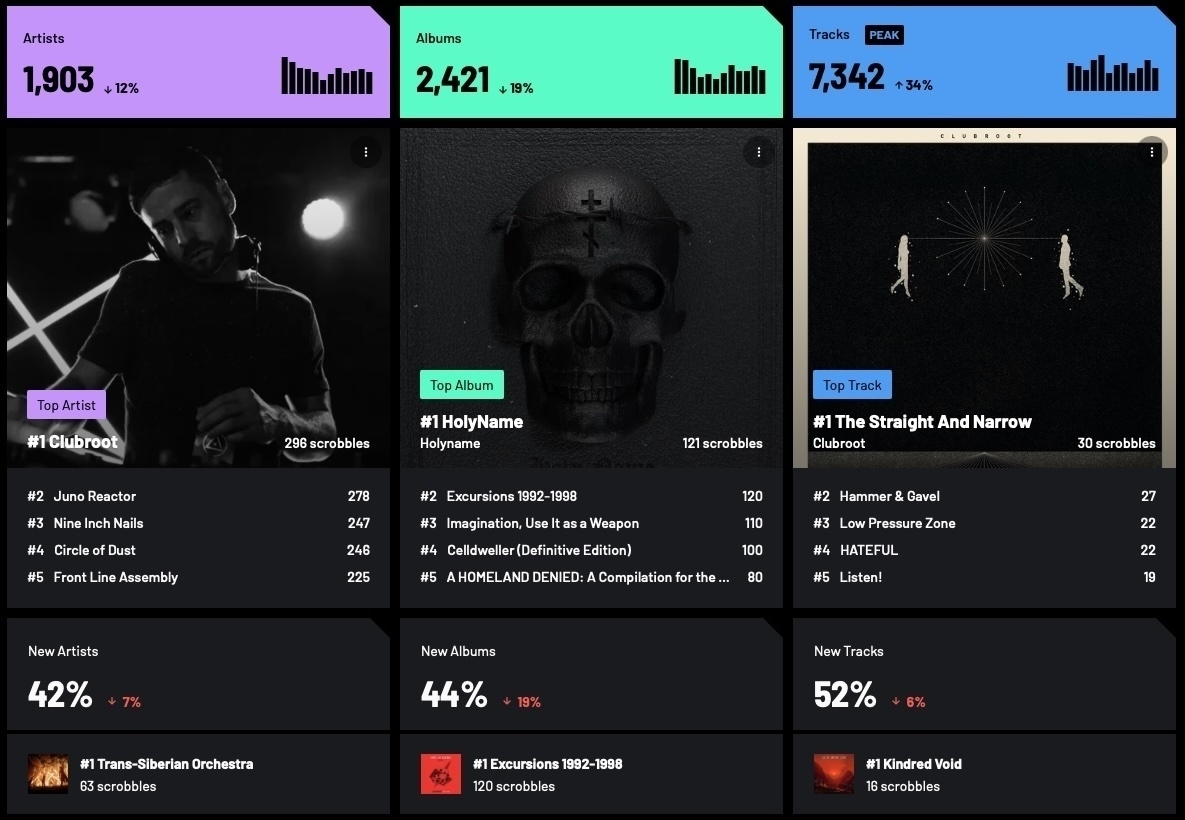 Artists
1,903 ↓ 12%
Albums
2,421 ↓ 19%
Tracks PEAK
7,342 ↑ 34%
Top Artist
#1 Clubroot
296 scrobbles
#2 Juno Reactor 278
#3 Nine Inch Nails 247
#4 Circle of Dust 246
#5 Front Line Assembly 225
Top Album
#1 HolyName
Holyname 121 scrobbles
#2 Excursions 1992-1998 120
#3 Imagination, Use It as a Weapon 110
#4 Celldweller (Definitive Edition) 100
#5 A HOMELAND DENIED: A Compilation for the ... 80
CLUBROOT
Top Track
#1 The Straight And Narrow
Clubroot 30 scrobbles
#2 Hammer & Gavel 27
#3 Low Pressure Zone 22
#4 HATEFUL 22
#5 Listen! 19
New Artists
42% ↓ 7%
#1 Trans-Siberian Orchestra
63 scrobbles
New Albums
44% ↓ 19%
#1 Excursions 1992-1998
120 scrobbles
New Tracks
52% ↓ 6%
#1 Kindred Void
16 scrobbles